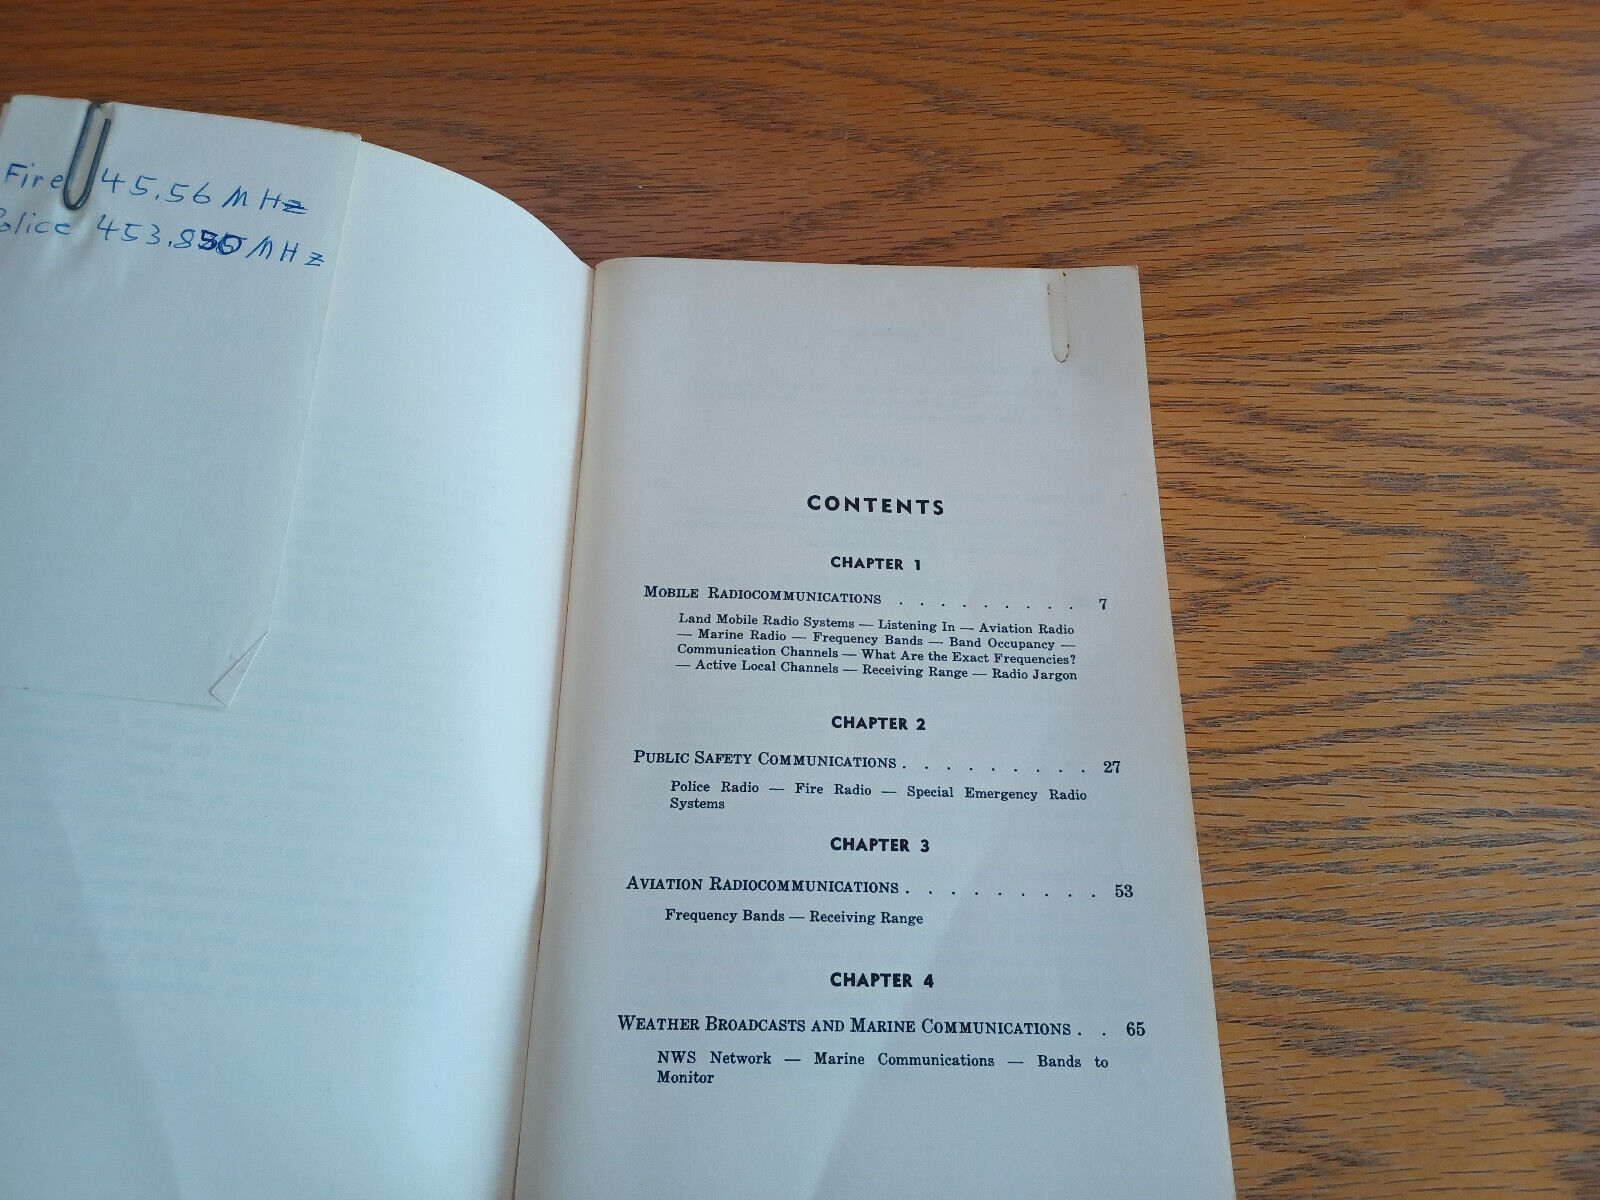 Fire 45.56 MHz
Police 453.850 MHz
CONTENTS
CHAPTER 1
MOBILE RADIOCOMMUNICATIONS . . . . . . . . . 7
Land Mobile Radio Systems — Listening In — Aviation Radio
— Marine Radio — Frequency Bands — Band Occupancy —
Communication Channels — What Are the Exact Frequencies?
— Active Local Channels — Receiving Range — Radio Jargon
CHAPTER 2
PUBLIC SAFETY COMMUNICATIONS . . . . . . . . . 27
Police Radio — Fire Radio — Special Emergency Radio
Systems
CHAPTER 3
AVIATION RADIOCOMMUNICATIONS . . . . . . . . . 53
Frequency Bands — Receiving Range
CHAPTER 4
WEATHER BROADCASTS AND MARINE COMMUNICATIONS . . 65
NWS Network — Marine Communications — Bands to
Monitor